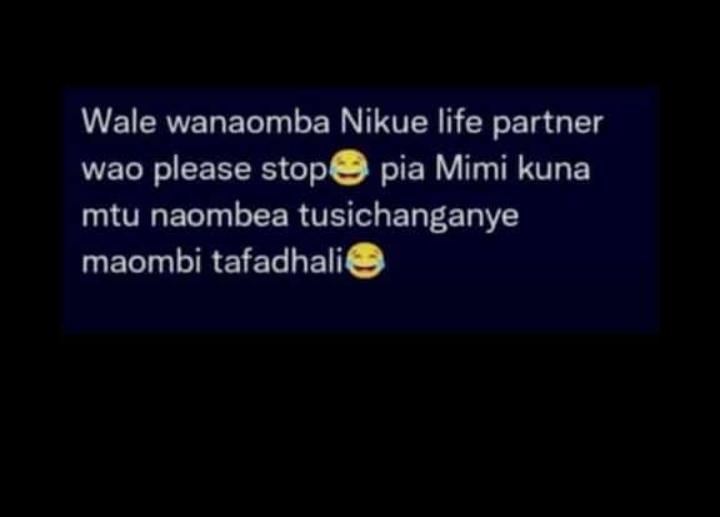 Wale wanaomba Nikue life partner
wao please stop😂 pia Mimi kuna
mtu naombea tusichanganye
maombi tafadhali😂